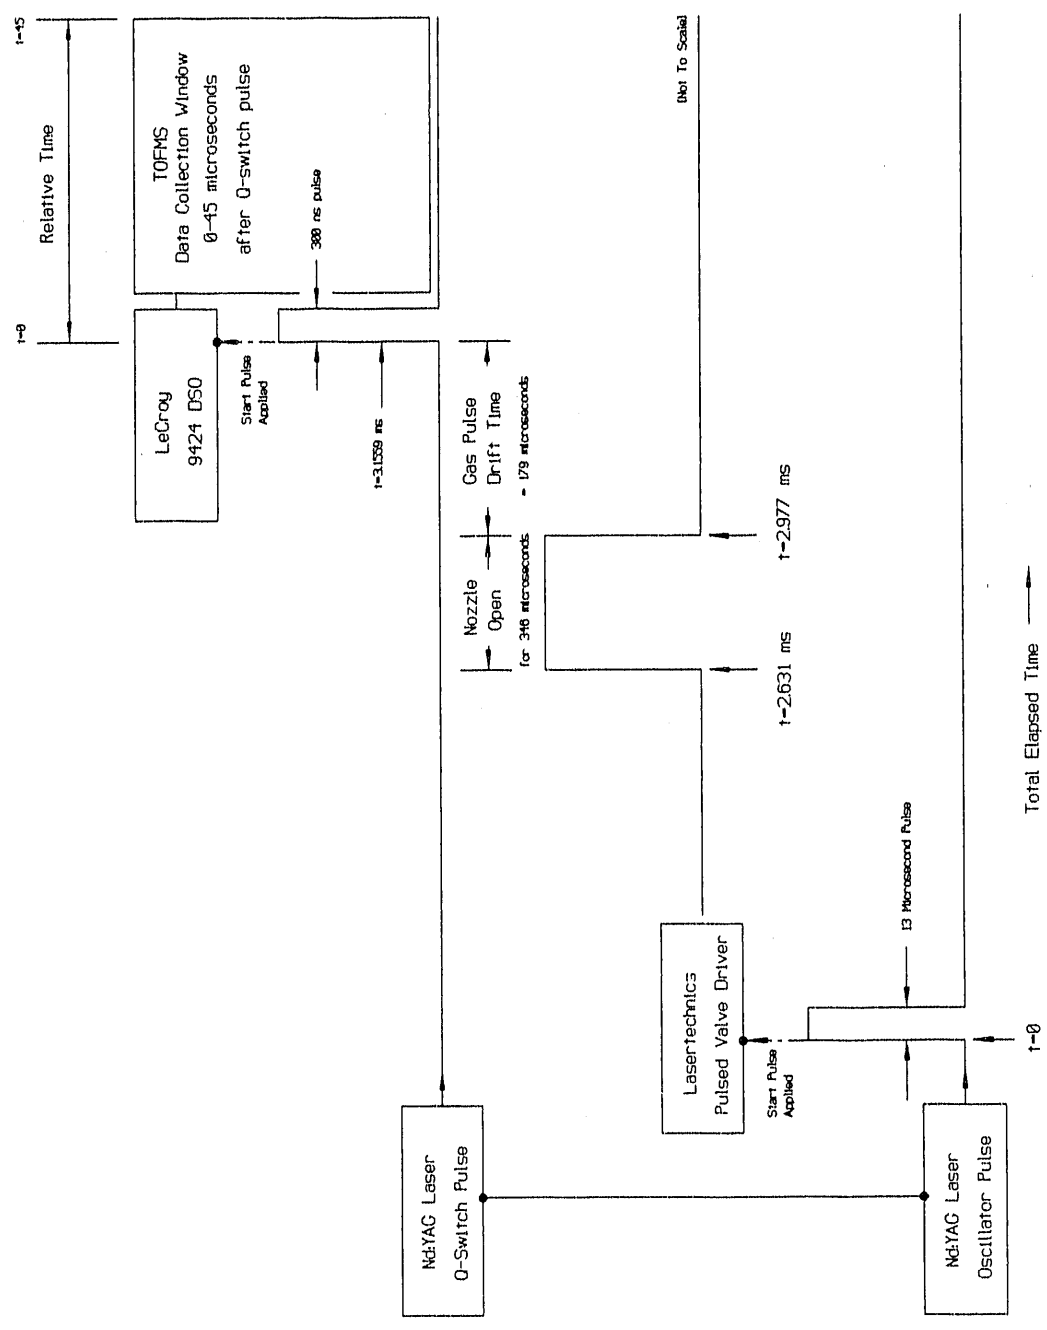 t=0
t=45
Relative Time
LeCroy
9424 DSO
TOFMS
Data Collection Window
0-45 microseconds
after Q-switch pulse
Start Pulse
Applied
300 ns pulse
t=3.1559 ms
Nd:YAG Laser
Q-Switch Pulse
Nozzle
Open
for 346 microseconds
Gas Pulse
Drift Time
= 179 microseconds
Lasertechnics
Pulsed Valve Driver
[Not To Scale]
Start Pulse
Applied
t=2.631 ms
t=2.977 ms
13 Microsecond Pulse
Nd:YAG Laser
Oscillator Pulse
t=0
Total Elapsed Time